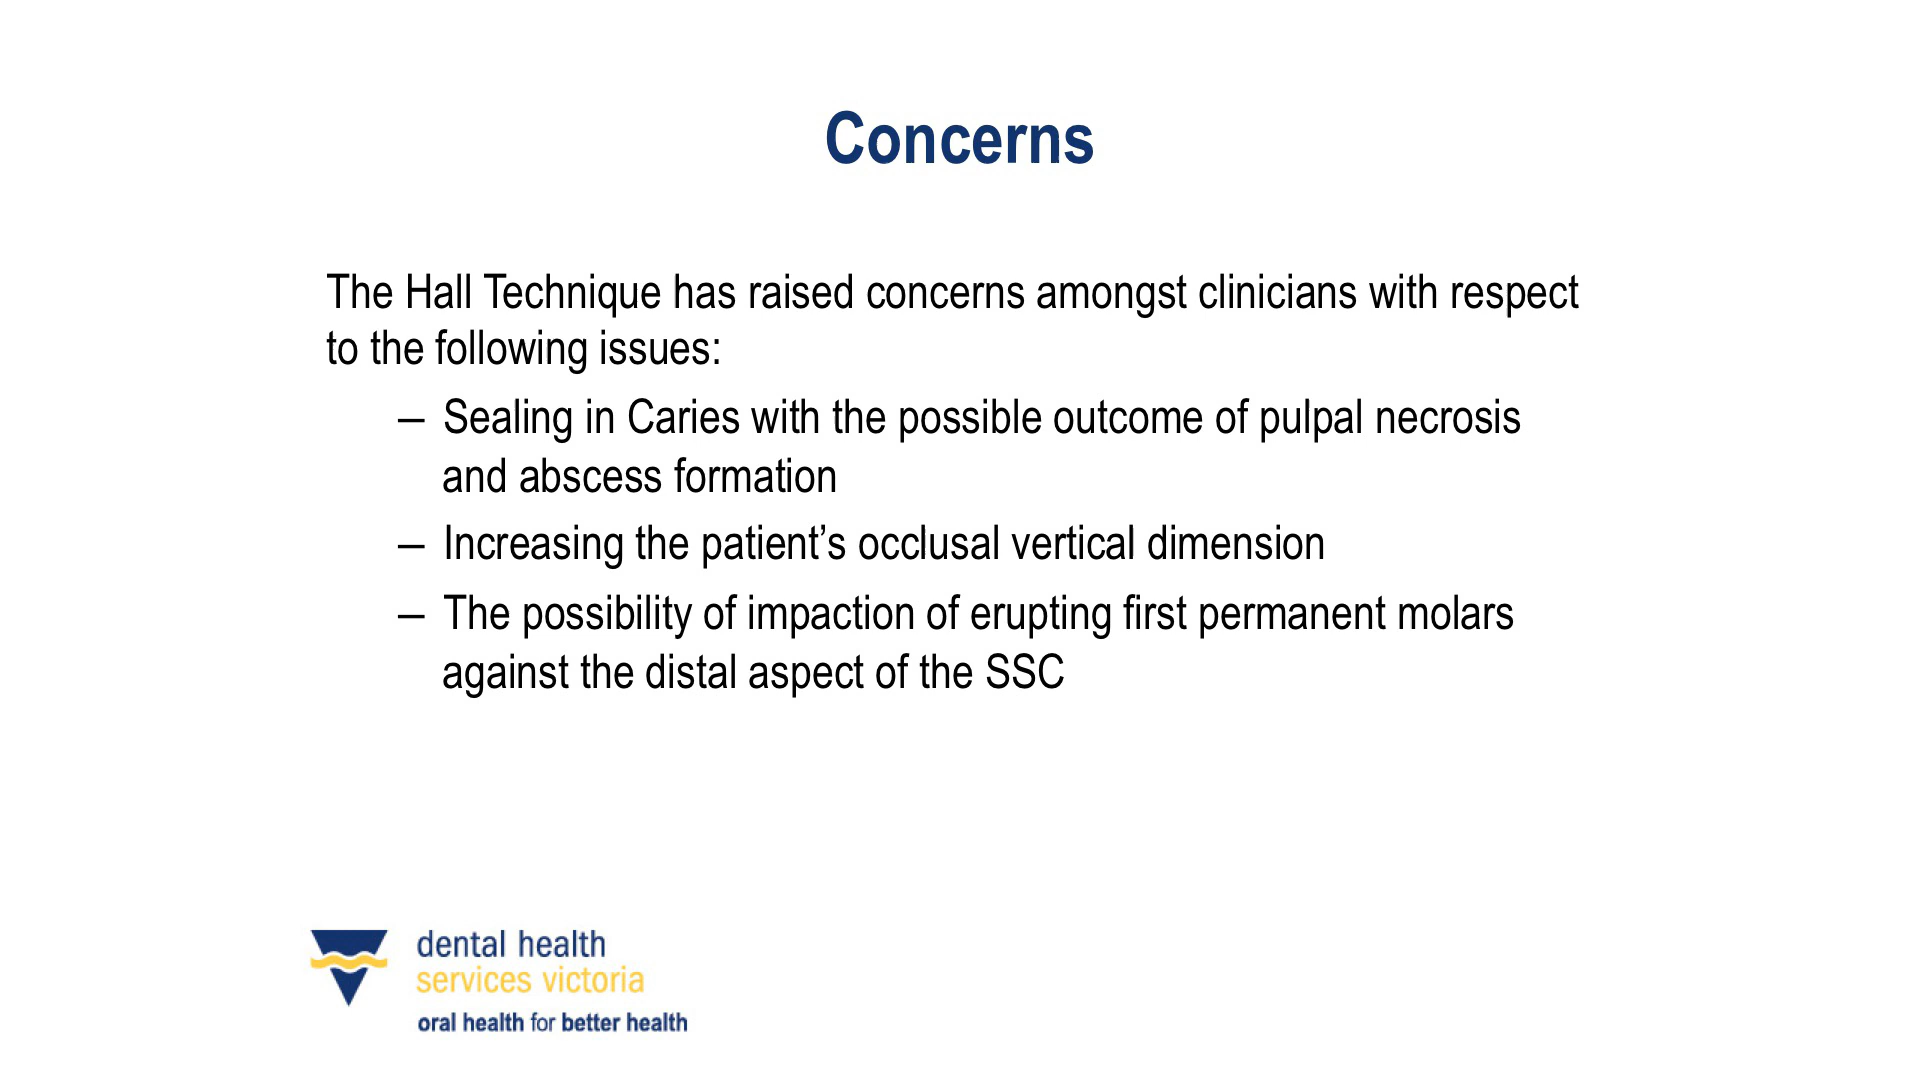 Concerns
The Hall Technique has raised concerns amongst clinicians with respect
to the following issues:
– Sealing in Caries with the possible outcome of pulpal necrosis
and abscess formation
– Increasing the patient’s occlusal vertical dimension
– The possibility of impaction of erupting first permanent molars
against the distal aspect of the SSC
dental health
services victoria
oral health for better health